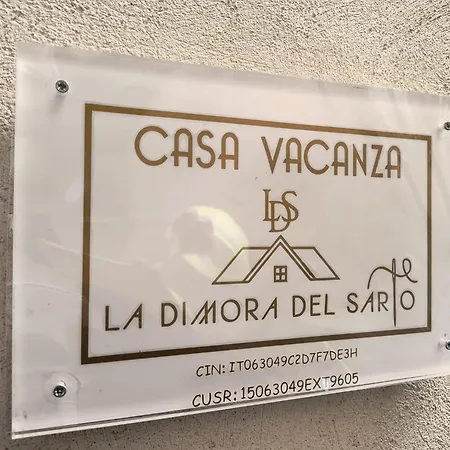 CASA VACANZA
LDS
LA DIMORA DEL SARTO
CIN: IT063049C2D7F7DE3H
CUSR: 15063049EXT9605